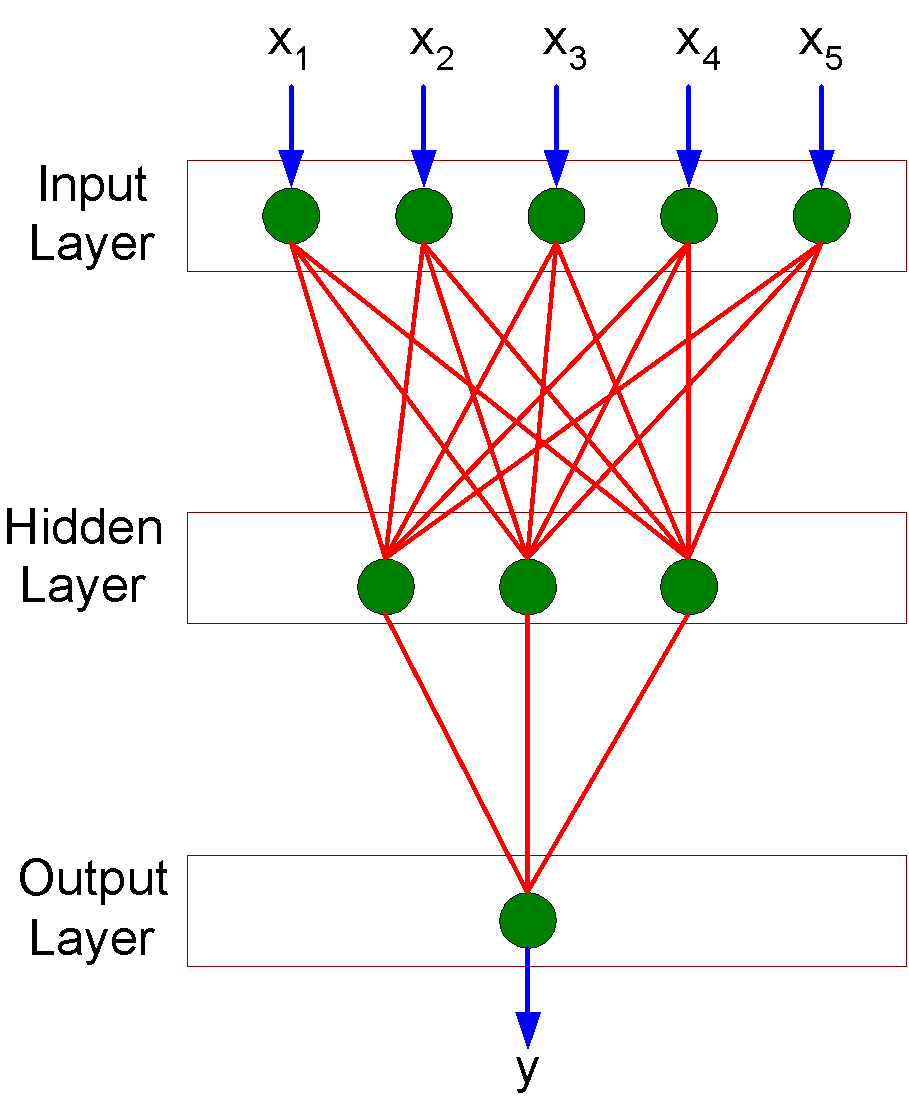 x1 x2 x3 x4 x5
Input
Layer
Hidden
Layer
Output
Layer
y